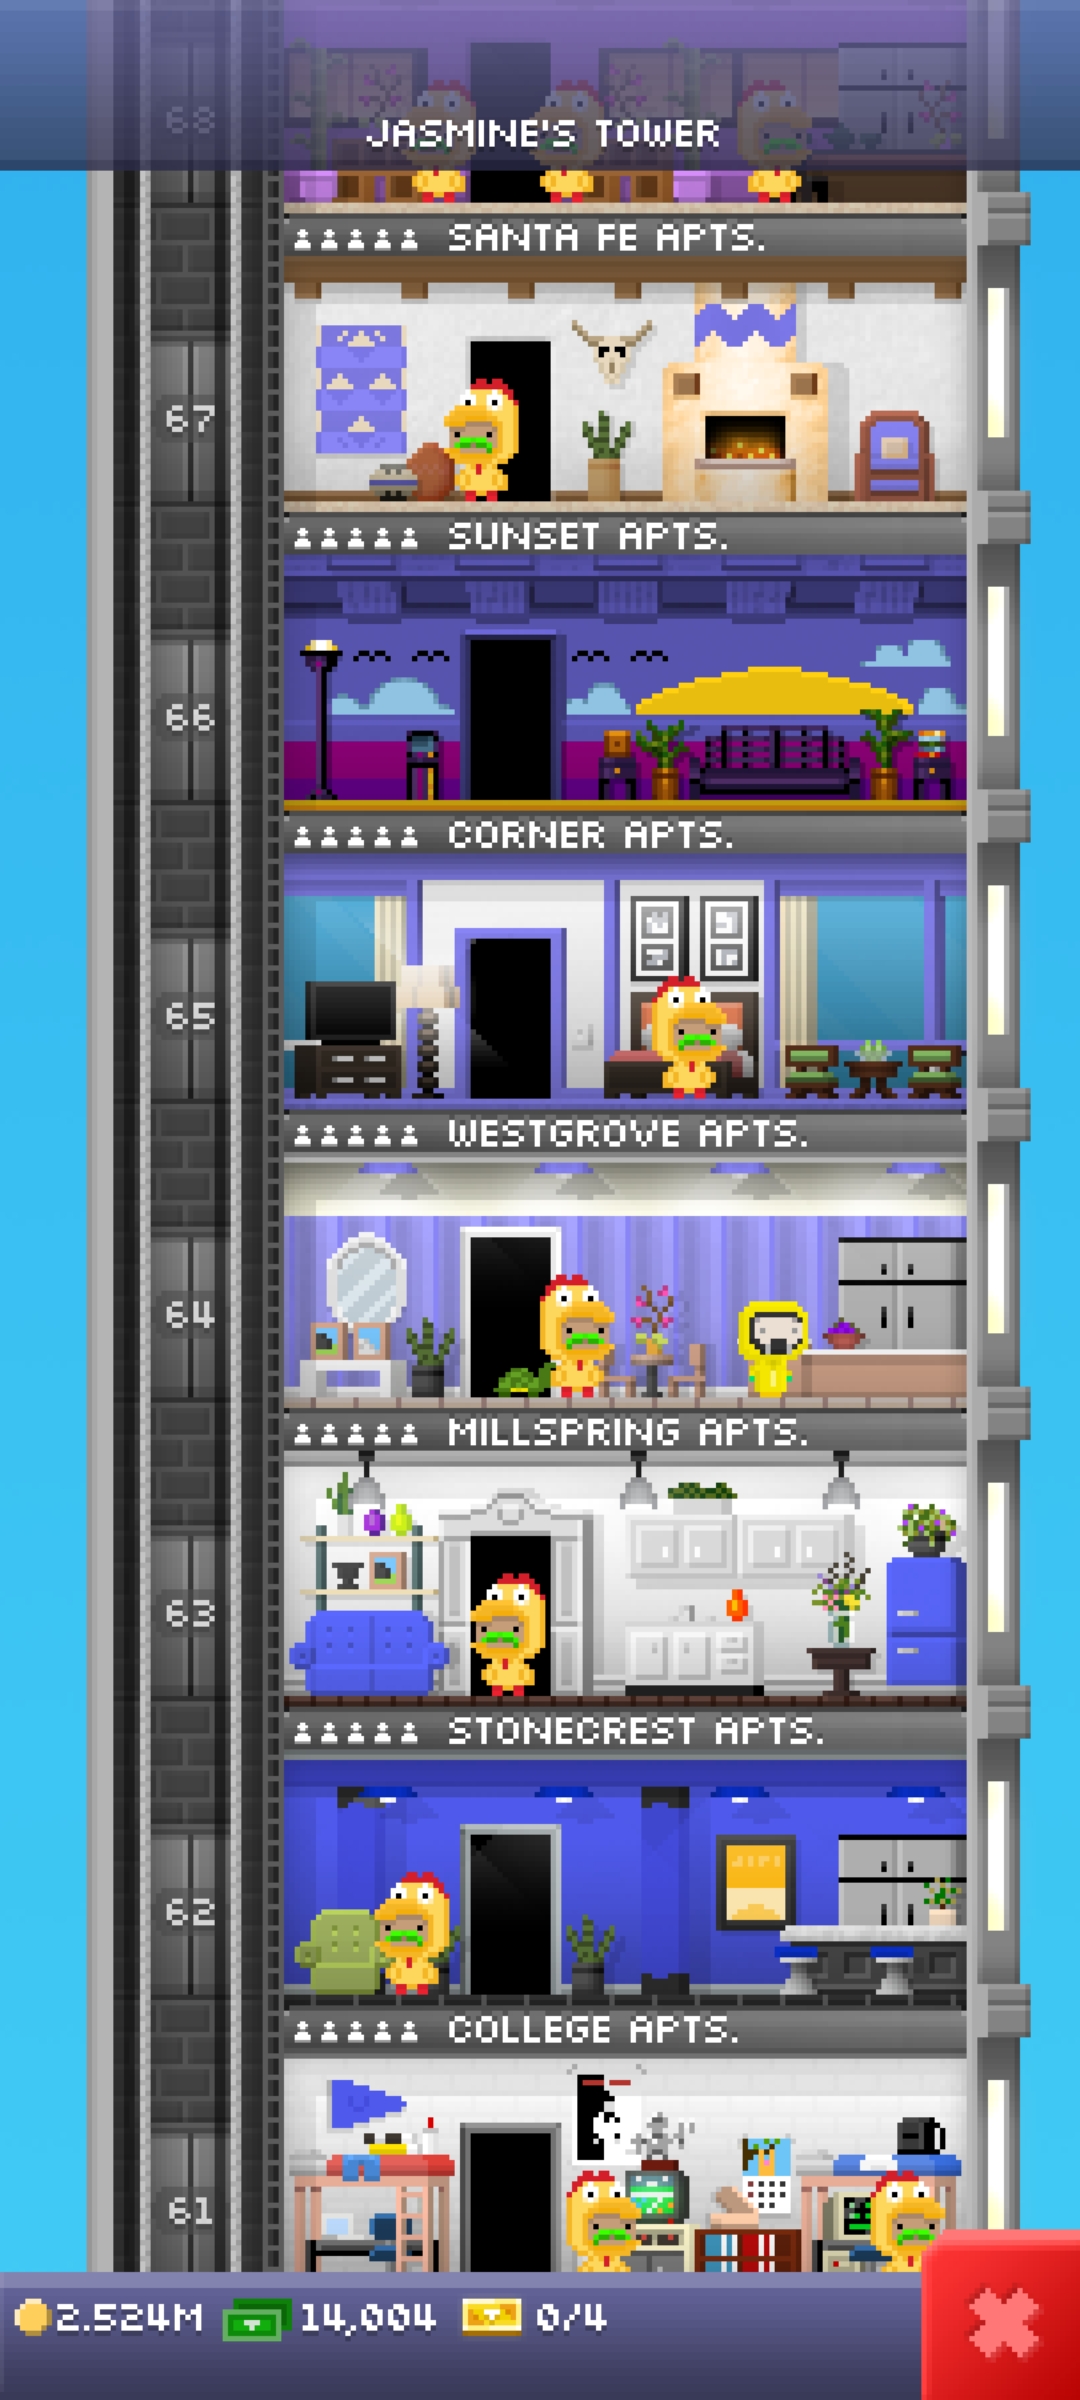 68
JASMINE'S TOWER
SANTA FE APTS.
67
SUNSET APTS.
66
CORNER APTS.
65
WESTGROVE APTS.
64
MILLSPRING APTS.
63
STONECREST APTS.
62
COLLEGE APTS.
61
2.524M 14,004 0/4